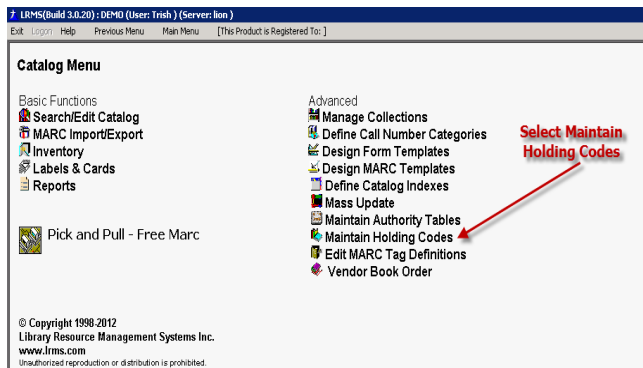 LRMS(Build 3.0.20) : DEMO (User: Trish ) (Server: lion )
Exit Logon Help Previous Menu Main Menu [This Product is Registered To: ]
Catalog Menu
Basic Functions
Search/Edit Catalog
MARC Import/Export
Inventory
Labels & Cards
Reports
Pick and Pull - Free Marc
Advanced
Manage Collections
Define Call Number Categories
Design Form Templates
Design MARC Templates
Define Catalog Indexes
Mass Update
Maintain Authority Tables
Maintain Holding Codes
Edit MARC Tag Definitions
Vendor Book Order
Select Maintain
Holding Codes
© Copyright 1998-2012
Library Resource Management Systems Inc.
www.lrms.com
Unauthorized reproduction or distribution is prohibited.